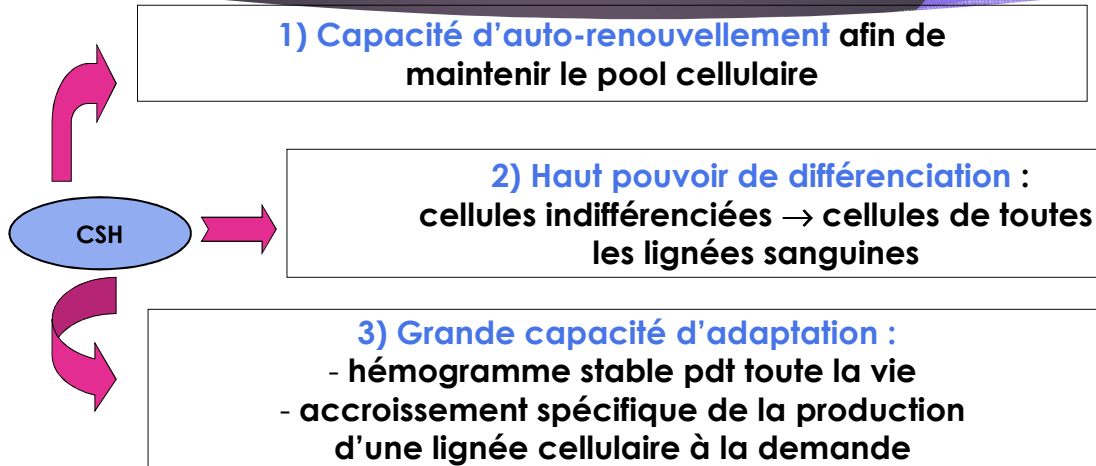 1) Capacité d’auto-renouvellement afin de
maintenir le pool cellulaire
2) Haut pouvoir de différenciation :
cellules indifférenciées → cellules de toutes
les lignées sanguines
CSH
3) Grande capacité d’adaptation :
- hémogramme stable pdt toute la vie
- accroissement spécifique de la production
d’une lignée cellulaire à la demande